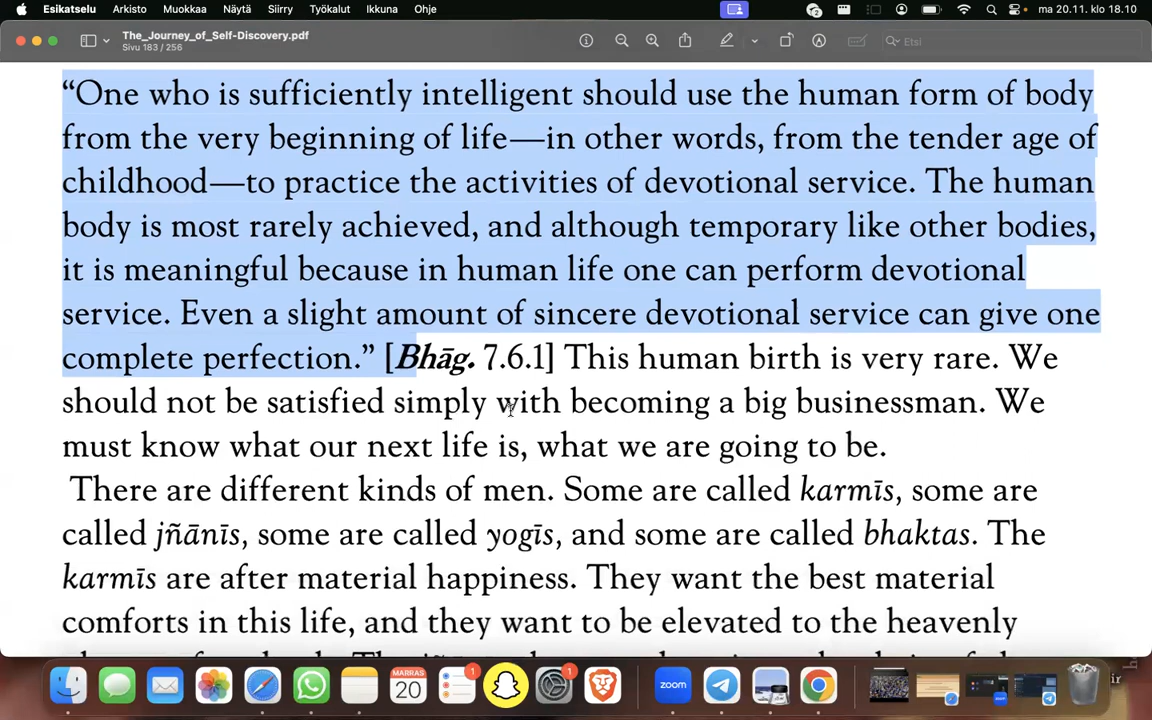 Esikatselu Arkisto Muokkaa Näytä Siirry Työkalut Ikkuna Ohje
2
ma 20.11. klo 18.10
The_Journey_of_Self-Discovery.pdf
Sivu 183 / 256
Etsi
“One who is sufficiently intelligent should use the human form of body
from the very beginning of life—in other words, from the tender age of
childhood—to practice the activities of devotional service. The human
body is most rarely achieved, and although temporary like other bodies,
it is meaningful because in human life one can perform devotional
service. Even a slight amount of sincere devotional service can give one
complete perfection.” [Bhāg. 7.6.1] This human birth is very rare. We
should not be satisfied simply with becoming a big businessman. We
must know what our next life is, what we are going to be.
There are different kinds of men. Some are called karmīs, some are
called jñānīs, some are called yogīs, and some are called bhaktas. The
karmīs are after material happiness. They want the best material
comforts in this life, and they want to be elevated to the heavenly
MARRAS
20
1
1
zoom